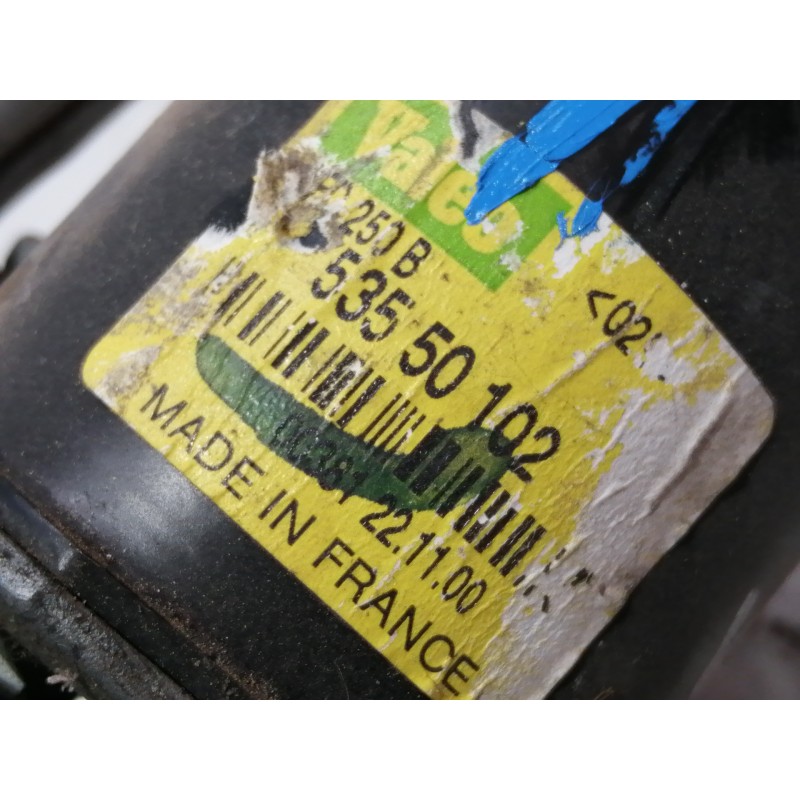 Valeo
250 B
535 50 102
<02
22.11.00
MADE IN FRANCE